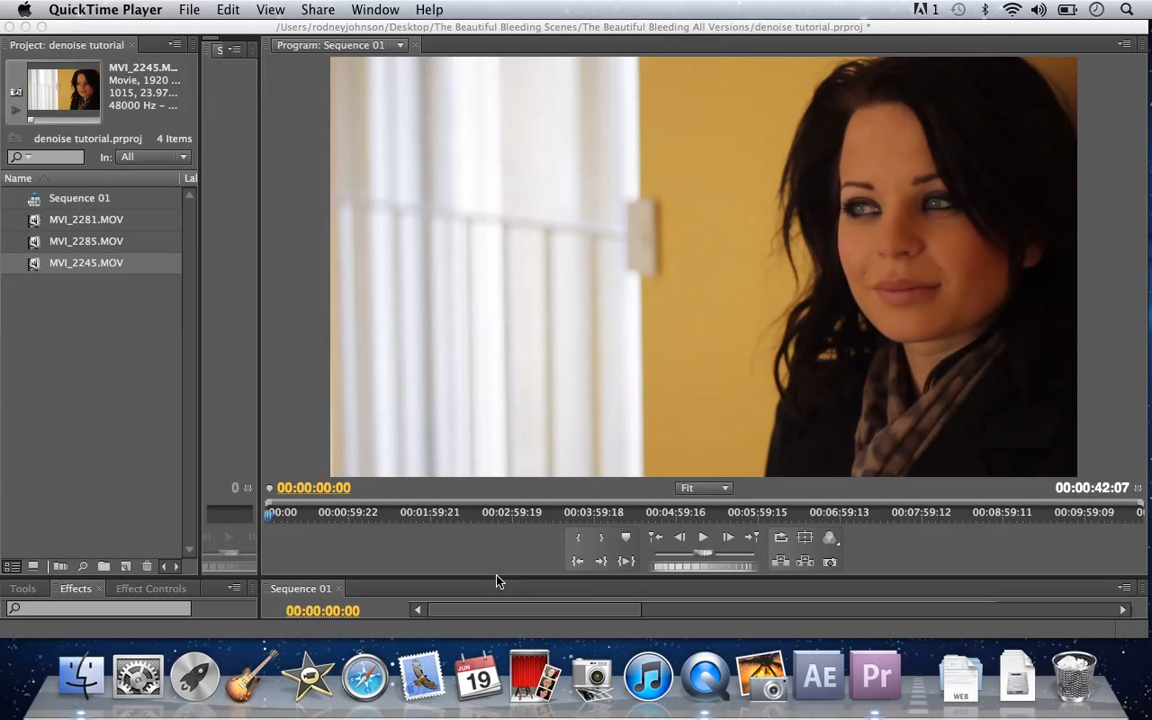 QuickTime Player File Edit View Share Window Help 1
/Users/rodneyjohnson/Desktop/The Beautiful Bleeding Scenes/The Beautiful Bleeding All Versions/denoise tutorial.prproj *
Project: denoise tutorial
S
Program: Sequence 01
MVI_2245.M...
Movie, 1920 ...
1015, 23.97...
48000 Hz – ...
denoise tutorial.prproj 4 Items
In: All
Name Lal
Sequence 01
MVI_2281.MOV
MVI_2285.MOV
MVI_2245.MOV
0
00:00:00:00
Fit
00:00:42:07
00:00 00:00:59:22 00:01:59:21 00:02:59:19 00:03:59:18 00:04:59:16 00:05:59:15 00:06:59:13 00:07:59:12 00:08:59:11 00:09:59:09 00
Tools Effects Effect Controls
Sequence 01
00:00:00:00
JUN
19
AE
Pr
WEB